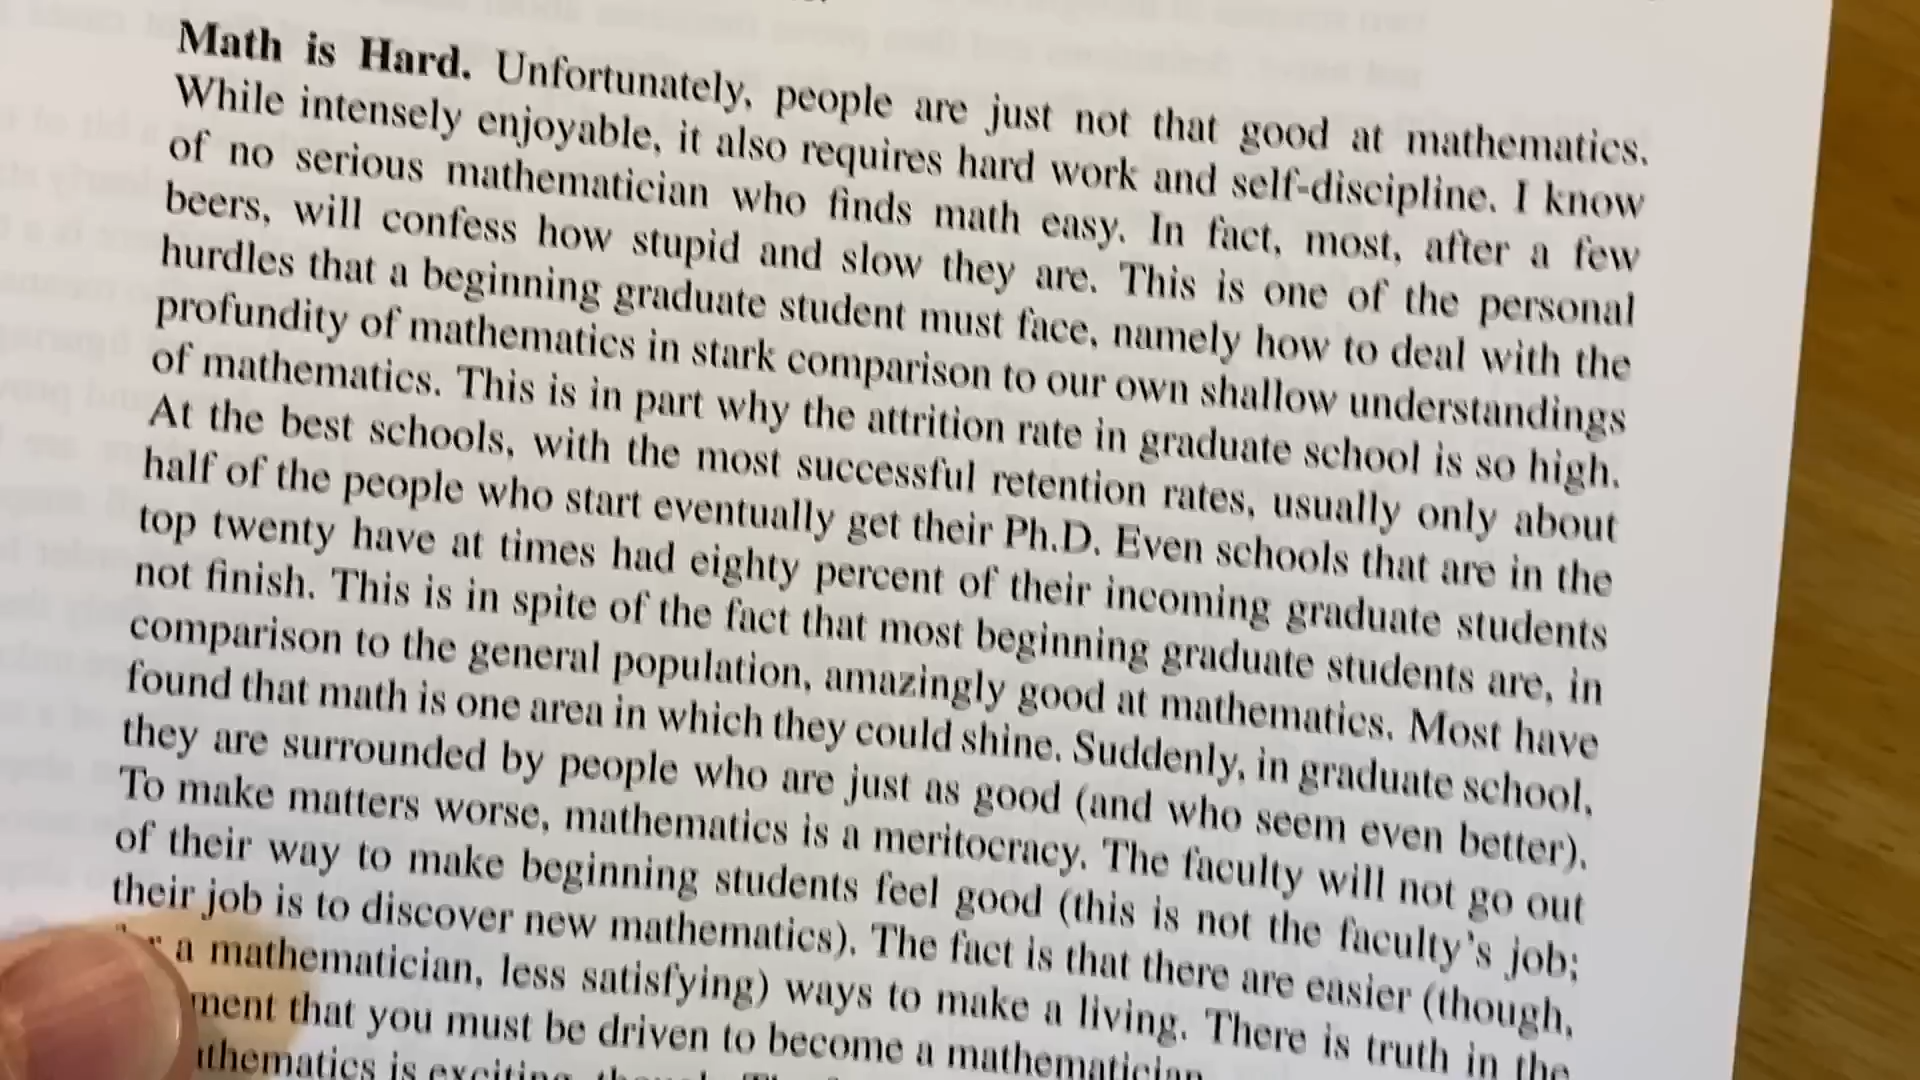 Math is Hard. Unfortunately, people are just not that good at mathematics.
While intensely enjoyable, it also requires hard work and self-discipline. I know
of no serious mathematician who finds math easy. In fact, most, after a few
beers, will confess how stupid and slow they are. This is one of the personal
hurdles that a beginning graduate student must face, namely how to deal with the
profundity of mathematics in stark comparison to our own shallow understandings
of mathematics. This is in part why the attrition rate in graduate school is so high.
At the best schools, with the most successful retention rates, usually only about
half of the people who start eventually get their Ph.D. Even schools that are in the
top twenty have at times had eighty percent of their incoming graduate students
not finish. This is in spite of the fact that most beginning graduate students are, in
comparison to the general population, amazingly good at mathematics. Most have
found that math is one area in which they could shine. Suddenly, in graduate school,
they are surrounded by people who are just as good (and who seem even better).
To make matters worse, mathematics is a meritocracy. The faculty will not go out
of their way to make beginning students feel good (this is not the faculty's job;
their job is to discover new mathematics). The fact is that there are easier (though,
a mathematician, less satisfying) ways to make a living. There is truth in the
ment that you must be driven to become a mathematician
thematics is exciting, though.